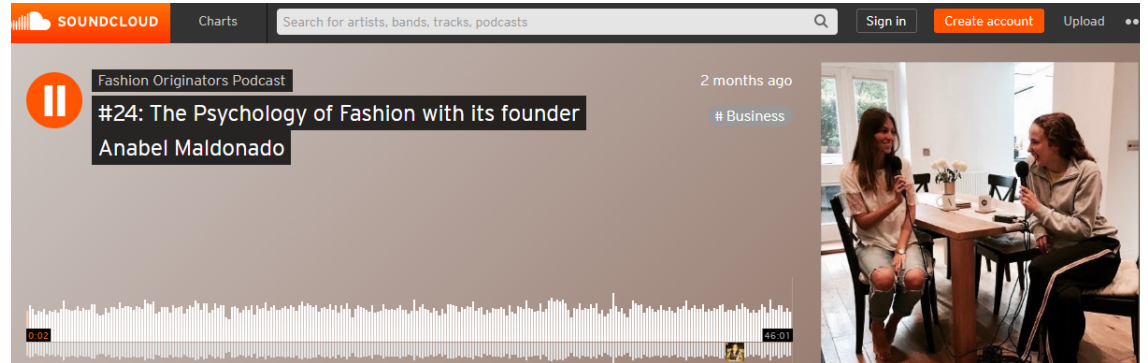 SOUNDCLOUD
Charts
Search for artists, bands, tracks, podcasts
Sign in
Create account
Upload
Fashion Originators Podcast
2 months ago
#24: The Psychology of Fashion with its founder
Anabel Maldonado
# Business
0:02
46:01